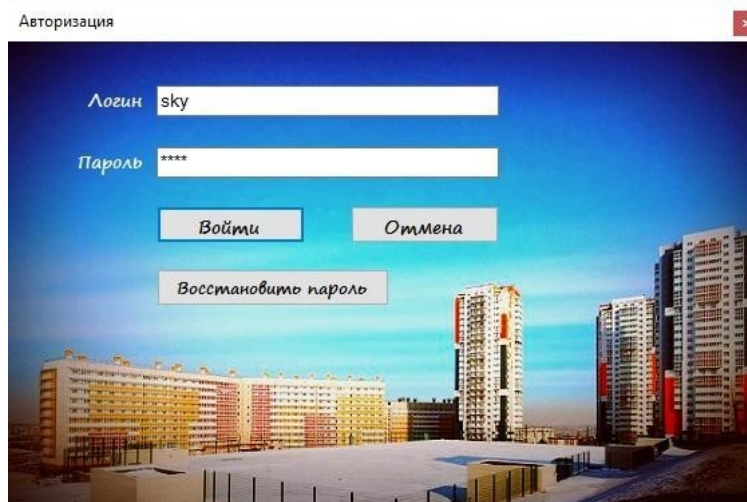 Авторизация
Логин sky
Пароль ****
Войти Отмена
Восстановить пароль